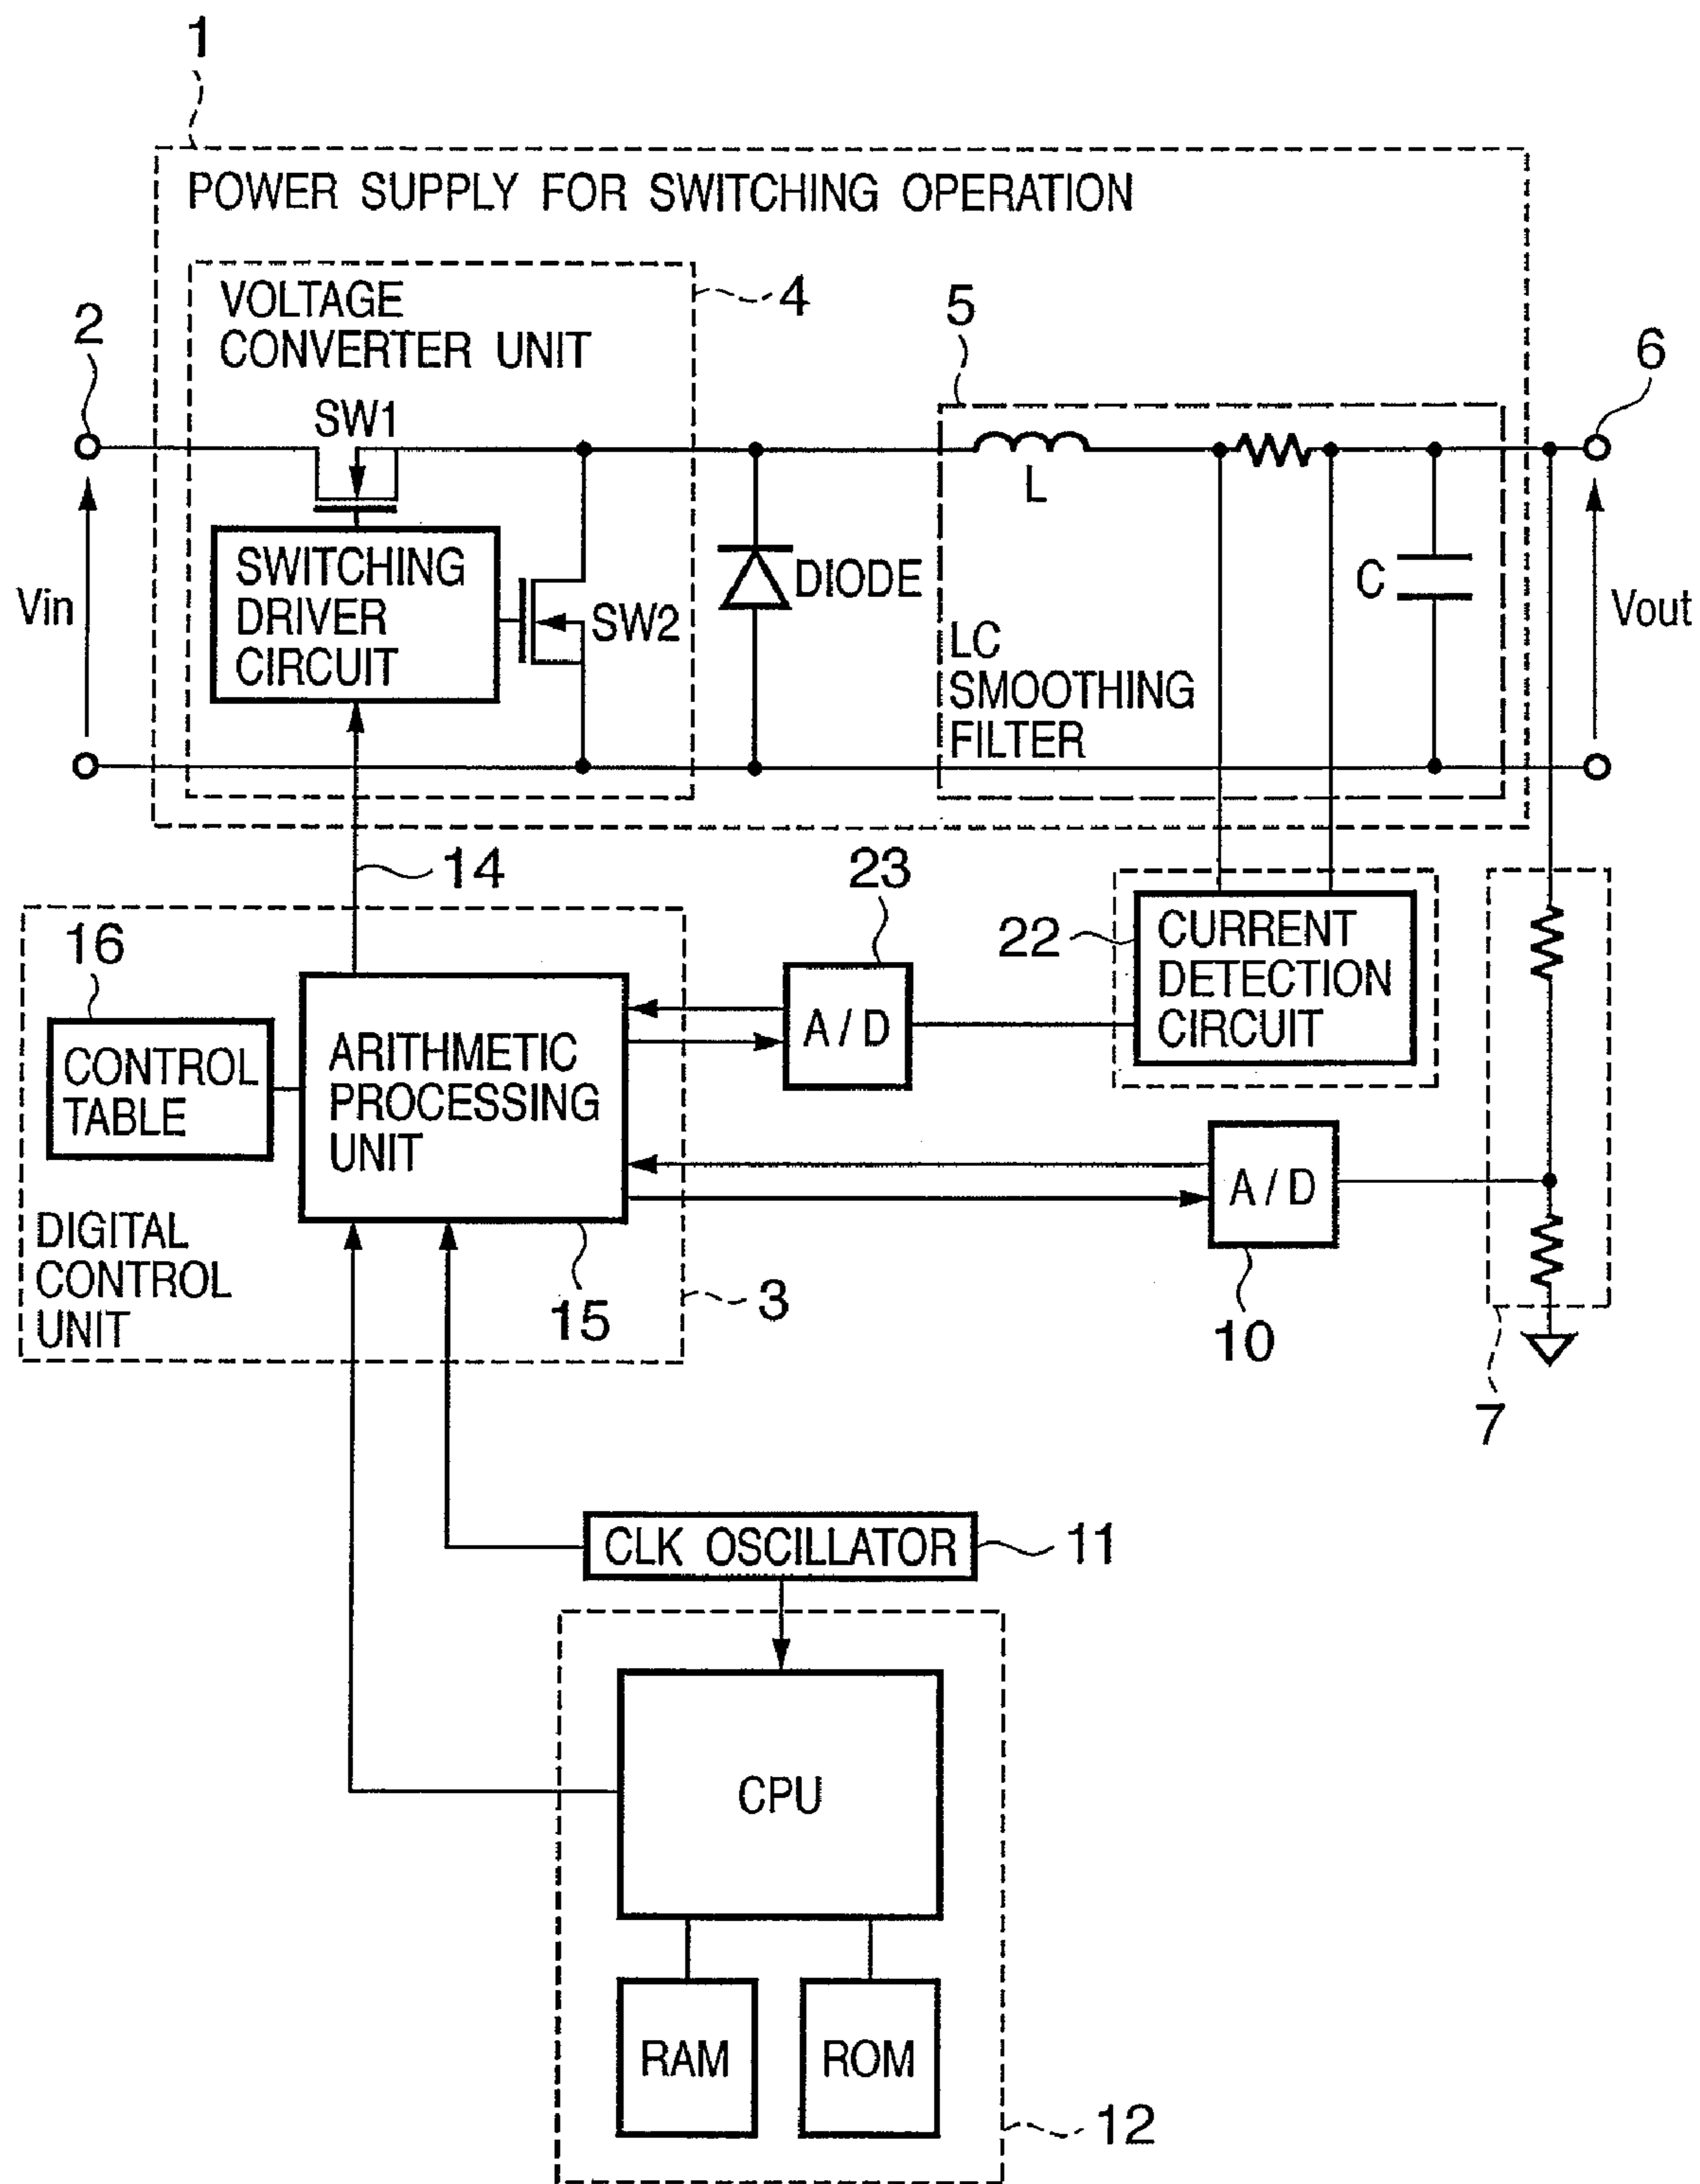 1
POWER SUPPLY FOR SWITCHING OPERATION
VOLTAGE
CONVERTER UNIT
4
2
5
6
SW1
L
Vin
SWITCHING
DRIVER
CIRCUIT
SW2
DIODE
C
Vout
LC
SMOOTHING
FILTER
14
23
16
22
CURRENT
DETECTION
CIRCUIT
A/D
CONTROL
TABLE
ARITHMETIC
PROCESSING
UNIT
A/D
DIGITAL
CONTROL
UNIT
15
3
10
7
CLK OSCILLATOR
11
CPU
RAM
ROM
12